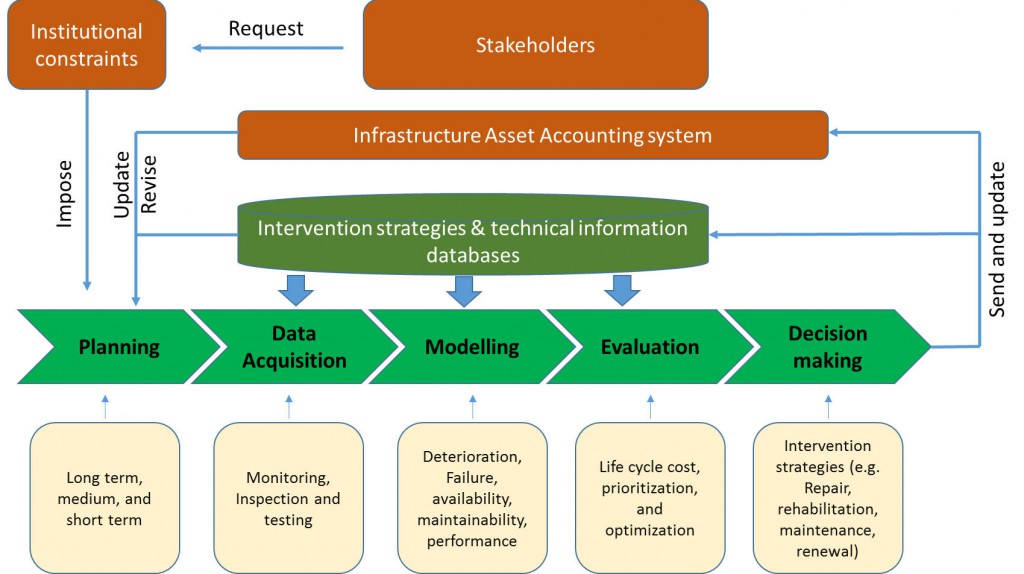 Institutional
constraints
Request
Stakeholders
Impose
Update
Revise
Infrastructure Asset Accounting system
Intervention strategies & technical information
databases
Send and update
Planning
Data
Acquisition
Modelling
Evaluation
Decision
making
Long term,
medium, and
short term
Monitoring,
Inspection and
testing
Deterioration,
Failure,
availability,
maintainability,
performance
Life cycle cost,
prioritization,
and
optimization
Intervention
strategies (e.g.
Repair,
rehabilitation,
maintenance,
renewal)